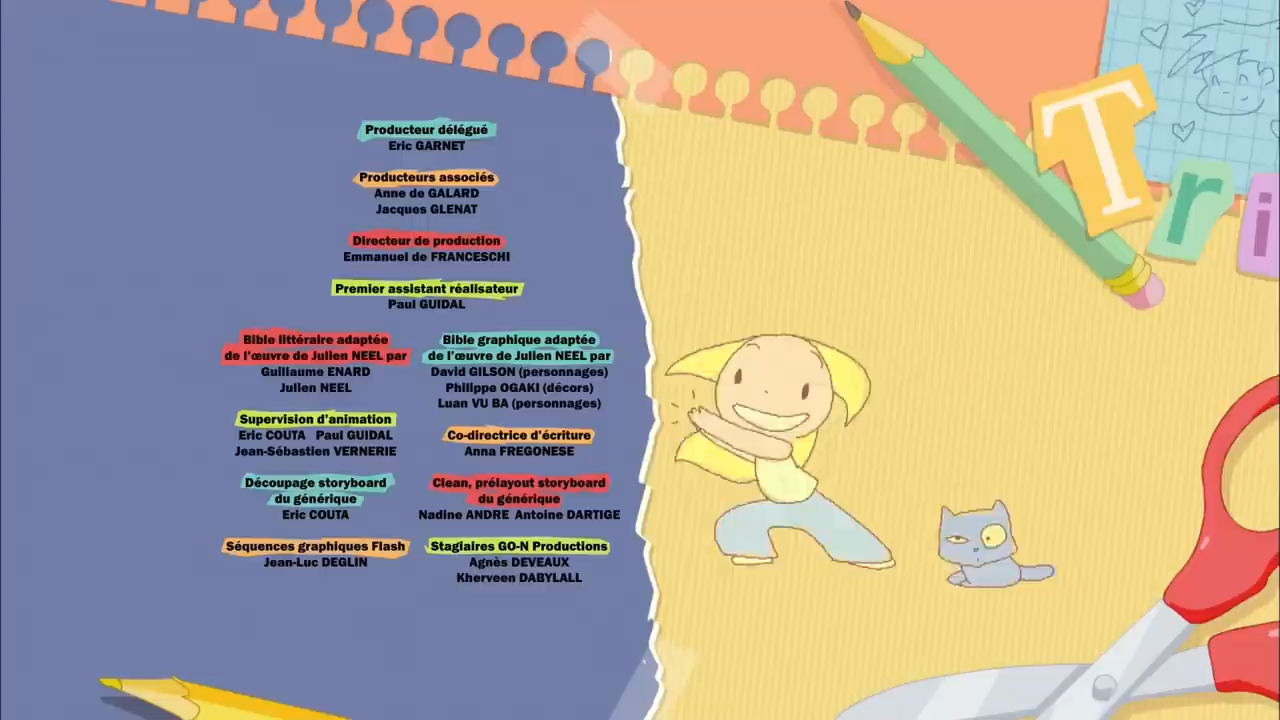 Producteur délégué
Eric GARNET
Producteurs associés
Anne de GALARD
Jacques GLENAT
Directeur de production
Emmanuel de FRANCESCHI
Premier assistant réalisateur
Paul GUIDAL
Bible littéraire adaptée
de l'œuvre de Julien NEEL par
Guillaume ENARD
Julien NEEL
Supervision d'animation
Eric COUTA Paul GUIDAL
Jean-Sébastien VERNERIE
Découpage storyboard
du générique
Eric COUTA
Séquences graphiques Flash
Jean-Luc DEGLIN
Bible graphique adaptée
de l'œuvre de Julien NEEL par
David GILSON (personnages)
Philippe OGAKI (décors)
Luan VU BA (personnages)
Co-directrice d'écriture
Anna FREGONESE
Clean, prélayout storyboard
du générique
Nadine ANDRE Antoine DARTIGE
Stagiaires GO-N Productions
Agnès DEVEAUX
Kherveen DABYLALL
Tri